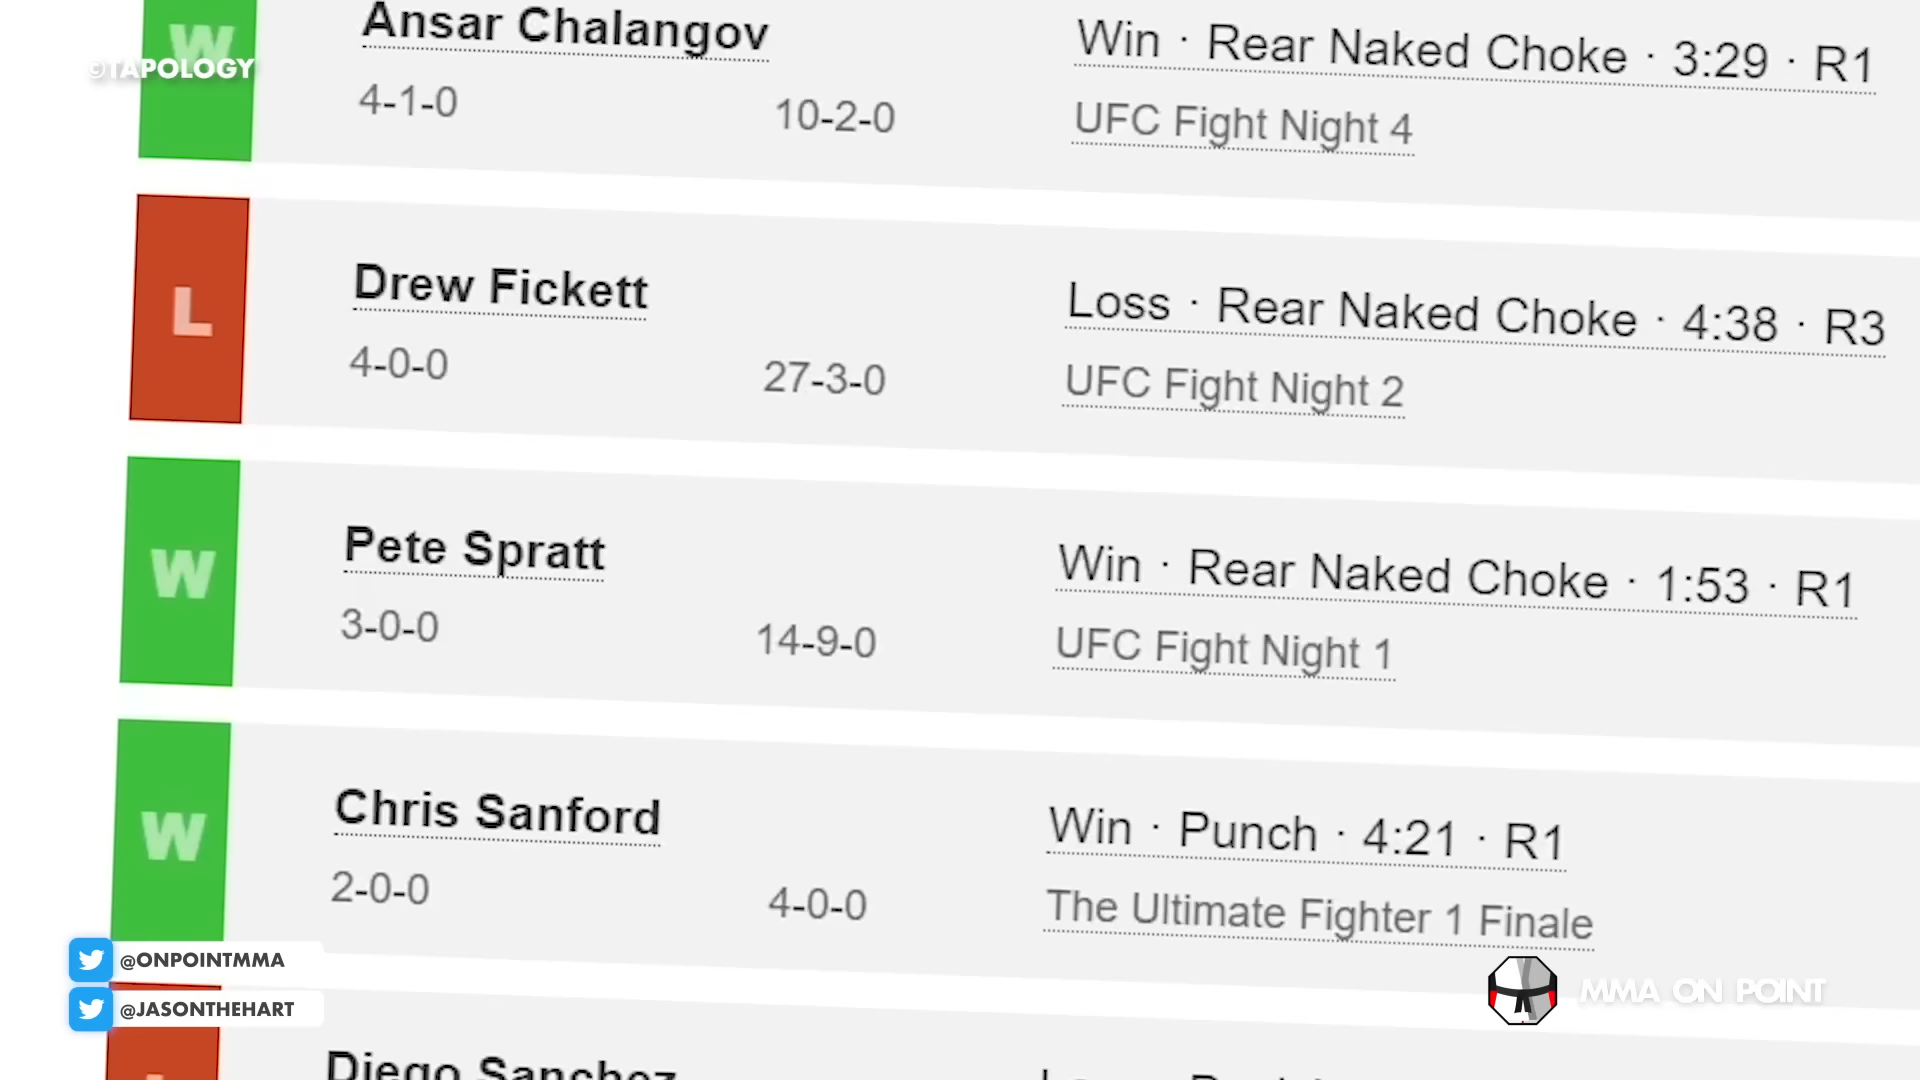 W
©TAPOLOGY
Ansar Chalangov
Win · Rear Naked Choke · 3:29 · R1
4-1-0
10-2-0
UFC Fight Night 4
L
Drew Fickett
Loss · Rear Naked Choke · 4:38 · R3
4-0-0
27-3-0
UFC Fight Night 2
W
Pete Spratt
Win · Rear Naked Choke · 1:53 · R1
3-0-0
14-9-0
UFC Fight Night 1
W
Chris Sanford
Win · Punch · 4:21 · R1
2-0-0
4-0-0
The Ultimate Fighter 1 Finale
@ONPOINTMMA
@JASONTHEHART
MMA ON POINT
Diego Sanchez